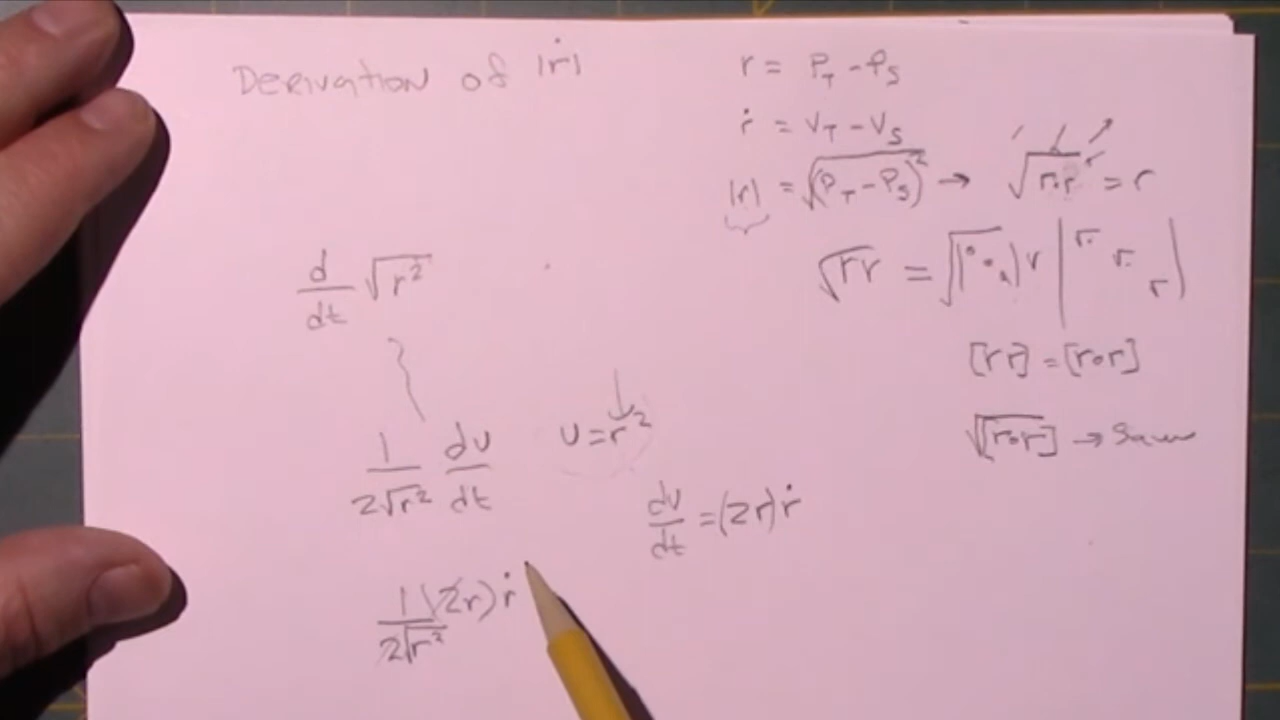 Derivation of |ṙ|
r = P_T - P_S
ṙ = V_T - V_S
|r| = √(P_T - P_S)² → √r·r = r
d/dt √r²
√rr = √
[rr] = [r∘r]
√[r∘r] →
1/2√r² du/dt
u = r²
du/dt = (2r)ṙ
1/2√r² (2r)ṙ